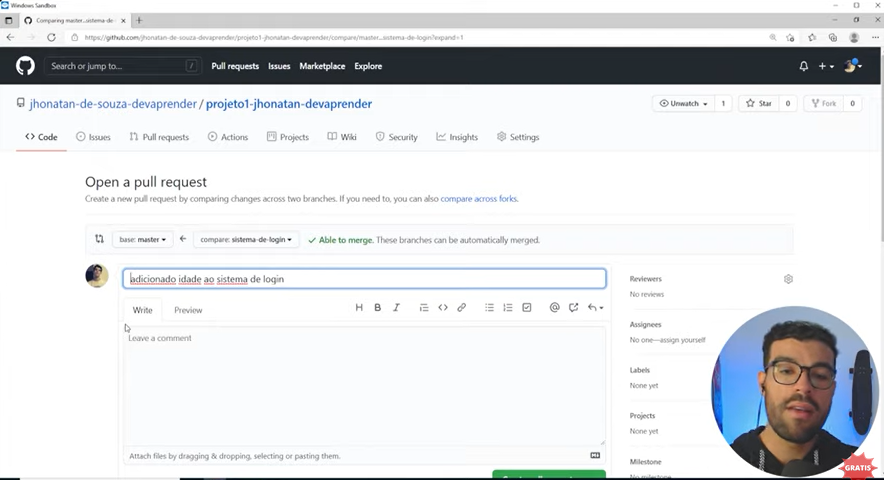 Windows Sandbox
Comparing master...sistema-de-
https://github.com/jhonatan-de-souza-devaprender/projeto1-jhonatan-devaprender/compare/master...sistema-de-login?expand=1
Search or jump to...
/
Pull requests
Issues
Marketplace
Explore
jhonatan-de-souza-devaprender / projeto1-jhonatan-devaprender
Unwatch 1
Star 0
Fork 0
Code
Issues
Pull requests
Actions
Projects
Wiki
Security
Insights
Settings
Open a pull request
Create a new pull request by comparing changes across two branches. If you need to, you can also compare across forks.
base: master
compare: sistema-de-login
Able to merge. These branches can be automatically merged.
adicionado idade ao sistema de login
Write
Preview
Leave a comment
Attach files by dragging & dropping, selecting or pasting them.
Reviewers
No reviews
Assignees
No one—assign yourself
Labels
None yet
Projects
None yet
Milestone
No milestone
GRATIS